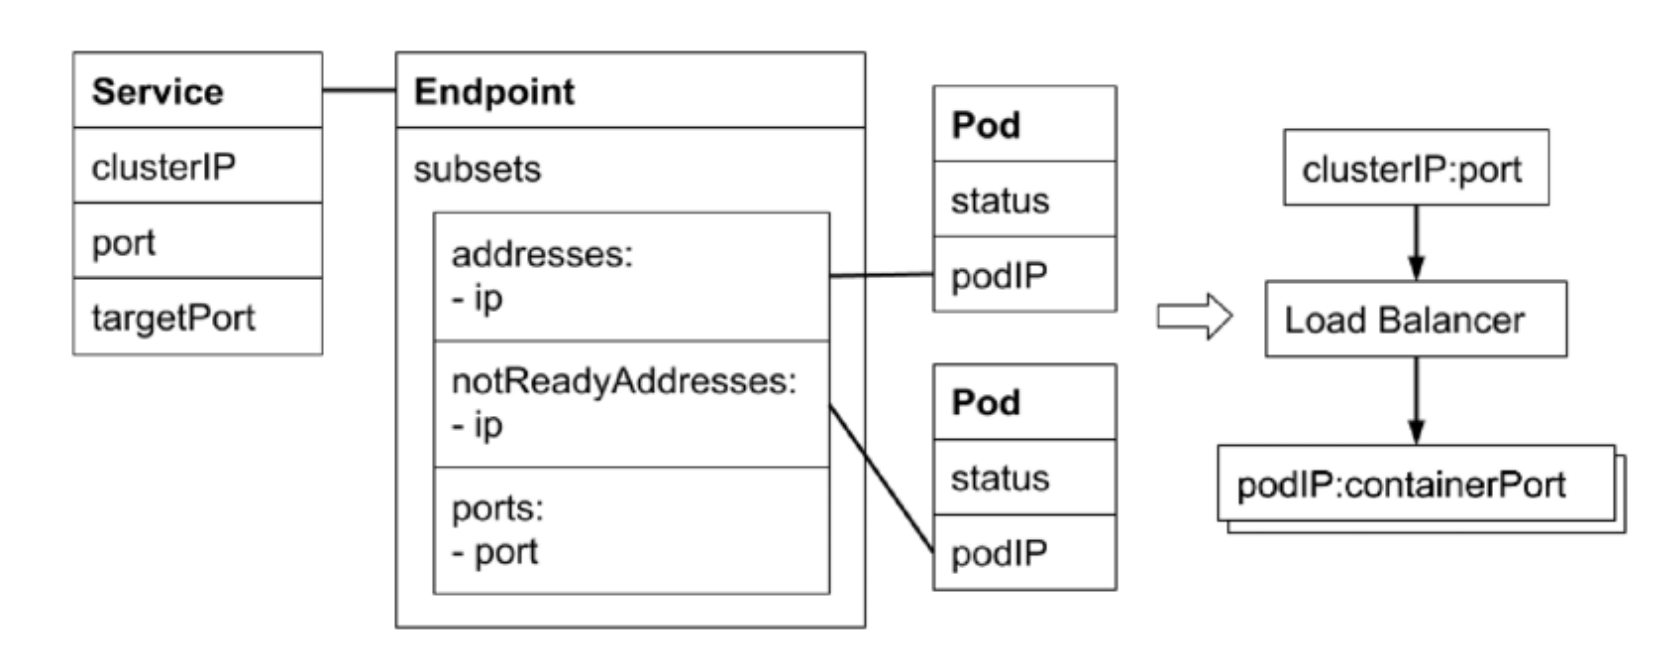 Service
clusterIP
port
targetPort
Endpoint
subsets
addresses:
- ip
notReadyAddresses:
- ip
ports:
- port
Pod
status
podIP
Pod
status
podIP
clusterIP:port
Load Balancer
podIP:containerPort